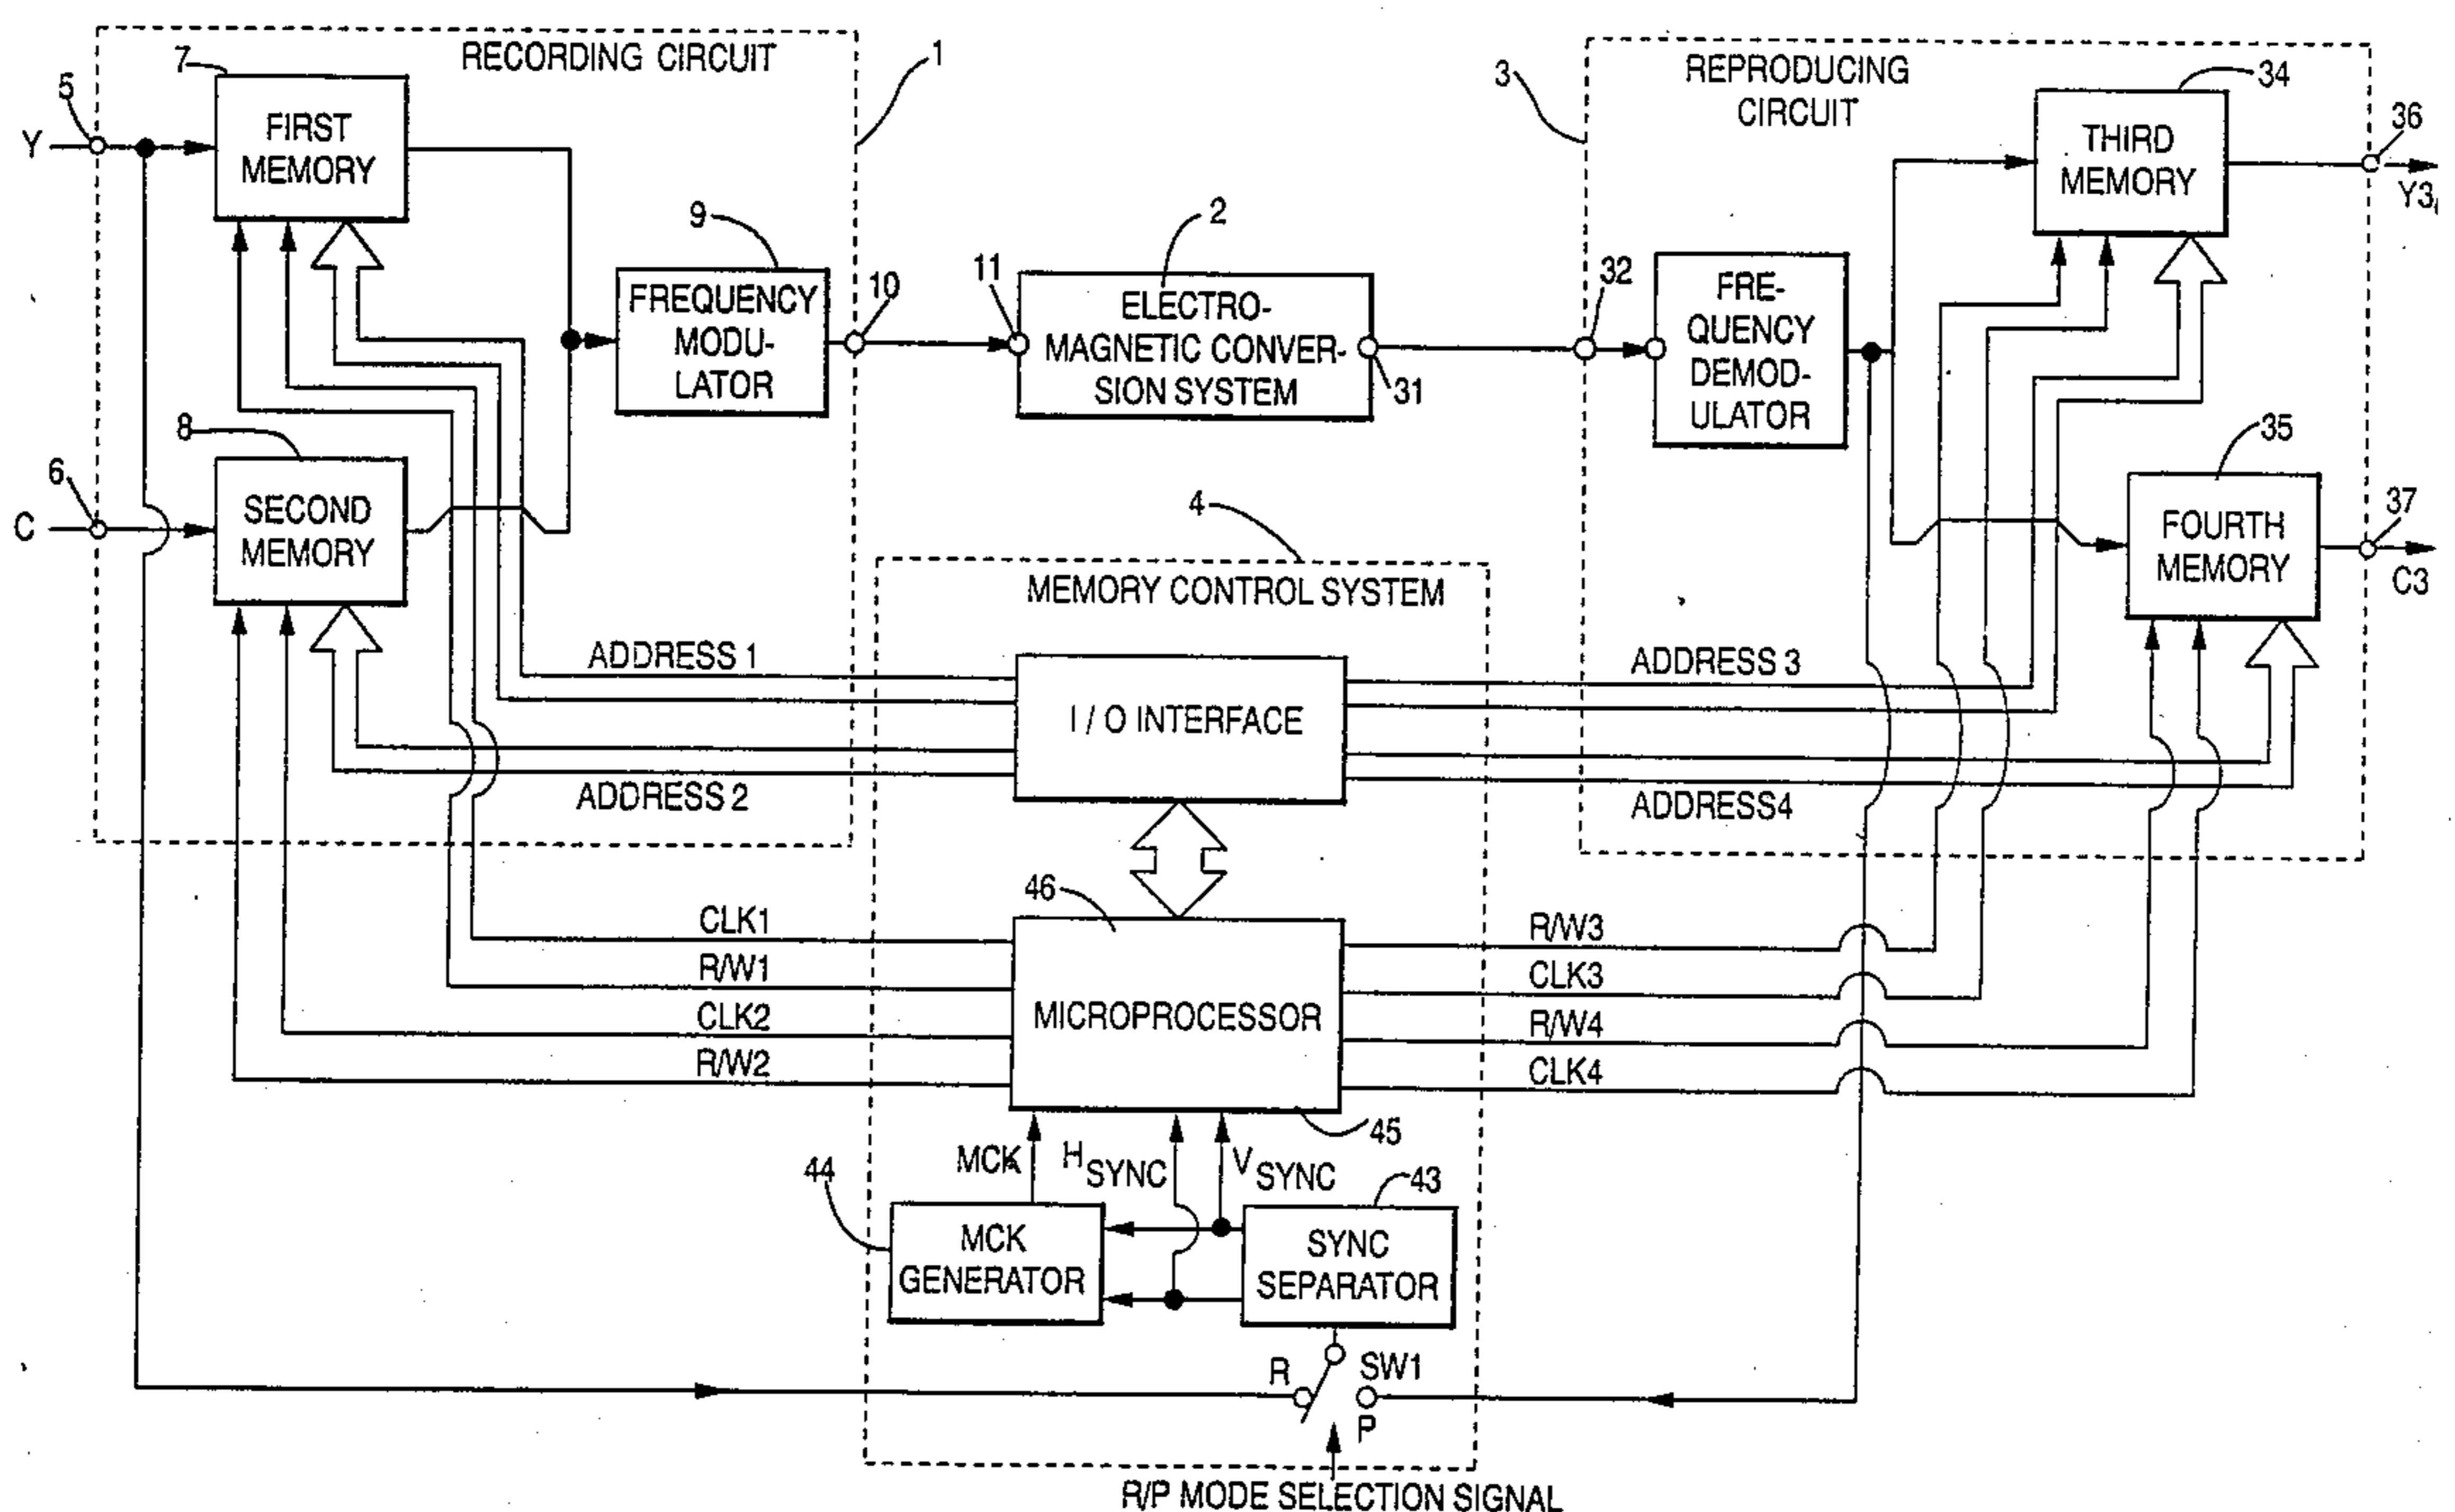 RECORDING CIRCUIT
1
7
5
Y
FIRST
MEMORY
9
FREQUENCY
MODU-
LATOR
10
11
2
ELECTRO-
MAGNETIC CONVER-
SION SYSTEM
31
3
REPRODUCING
CIRCUIT
34
THIRD
MEMORY
36
Y3
32
FRE-
QUENCY
DEMOD-
ULATOR
35
FOURTH
MEMORY
37
C3
8
6
C
SECOND
MEMORY
4
MEMORY CONTROL SYSTEM
ADDRESS 1
I / O INTERFACE
ADDRESS 3
ADDRESS 2
ADDRESS4
46
CLK1
R/W1
CLK2
R/W2
MICROPROCESSOR
R/W3
CLK3
R/W4
CLK4
45
MCK
H SYNC
V SYNC
44
43
MCK
GENERATOR
SYNC
SEPARATOR
R
SW1
P
R/P MODE SELECTION SIGNAL